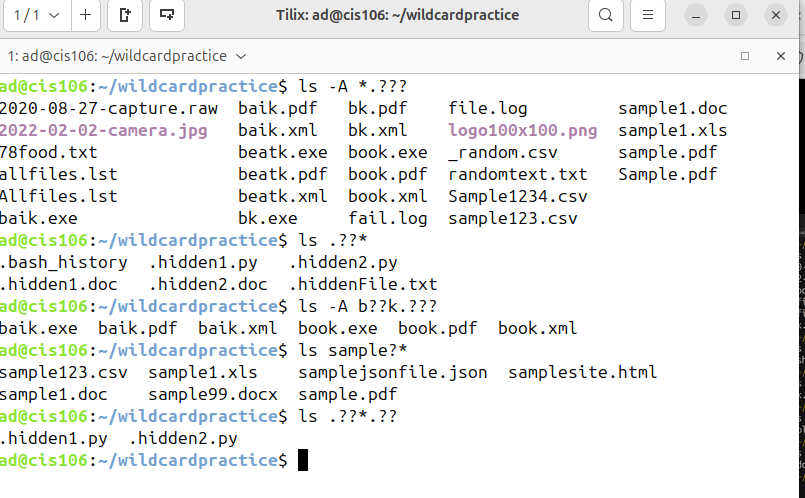 1 / 1
Tilix: ad@cis106: ~/wildcardpractice
1: ad@cis106: ~/wildcardpractice
ad@cis106:~/wildcardpractice$ ls -A *.???
2020-08-27-capture.raw  baik.pdf   bk.pdf    file.log         sample1.doc
2022-02-02-camera.jpg   baik.xml   bk.xml    logo100x100.png  sample1.xls
78food.txt              beatk.exe  book.exe  _random.csv      sample.pdf
allfiles.lst            beatk.pdf  book.pdf  randomtext.txt   Sample.pdf
Allfiles.lst            beatk.xml  book.xml  Sample1234.csv
baik.exe                bk.exe     fail.log  sample123.csv
ad@cis106:~/wildcardpractice$ ls .??*
.bash_history  .hidden1.py   .hidden2.py
.hidden1.doc   .hidden2.doc  .hiddenFile.txt
ad@cis106:~/wildcardpractice$ ls -A b??k.???
baik.exe  baik.pdf  baik.xml  book.exe  book.pdf  book.xml
ad@cis106:~/wildcardpractice$ ls sample?*
sample123.csv  sample1.xls    samplejsonfile.json  samplesite.html
sample1.doc    sample99.docx  sample.pdf
ad@cis106:~/wildcardpractice$ ls .??*.??
.hidden1.py  .hidden2.py
ad@cis106:~/wildcardpractice$